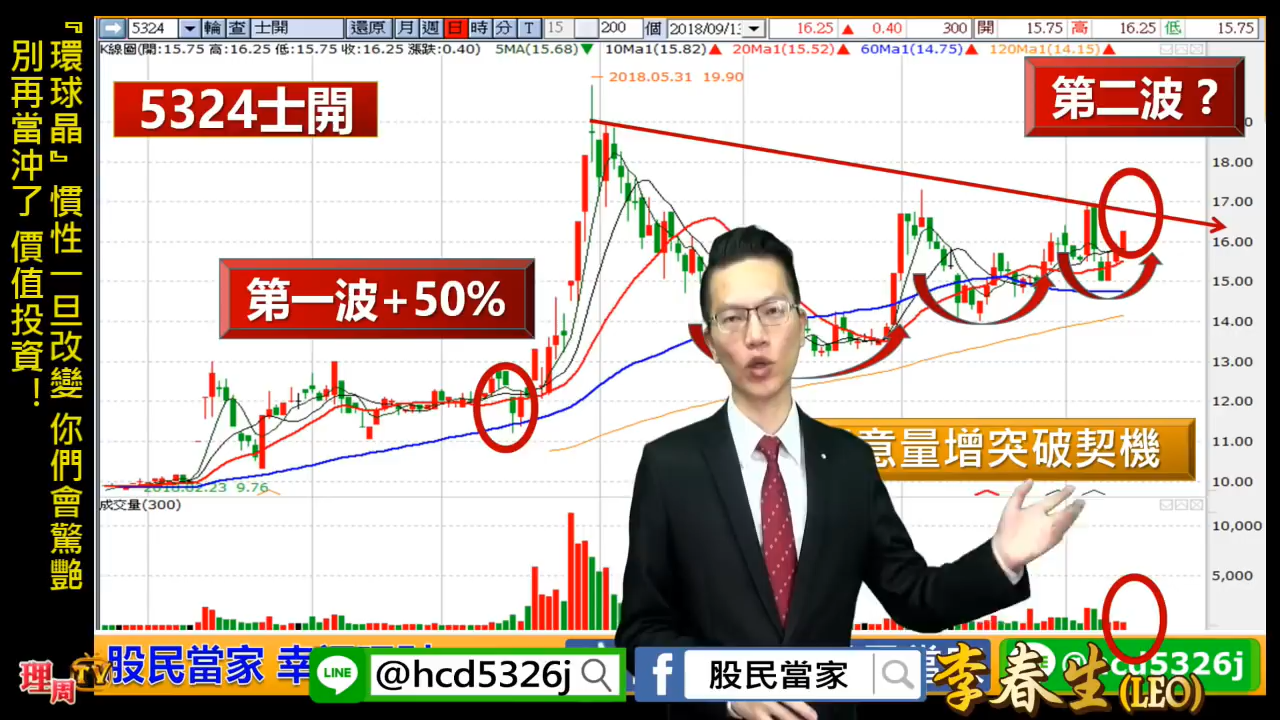 『環球晶』 慣性一旦改變 你們會驚艷
別再當沖了 價值投資！
5324 輪 查 士開 還原 月 週 日 時 分 T 15 200 個 2018/09/13 16.25 ▲ 0.40 300 開 15.75 高 16.25 低 15.75
K線圖(開:15.75 高:16.25 低:15.75 收:16.25 漲跌:0.40) 5MA(15.68)▼ 10Ma1(15.82)▲ 20Ma1(15.52)▲ 60Ma1(14.75)▲ 120Ma1(14.15)▲
2018.05.31 19.90
5324士開
第二波？
第一波+50%
18.00
17.00
16.00
15.00
14.00
13.00
12.00
11.00
10.00
意量增突破契機
2018.02.23 9.76
成交量(300)
10,000
5,000
理周TV
股民當家
LINE @hcd5326j
f 股民當家
@hcd5326j
李春生(LEO)